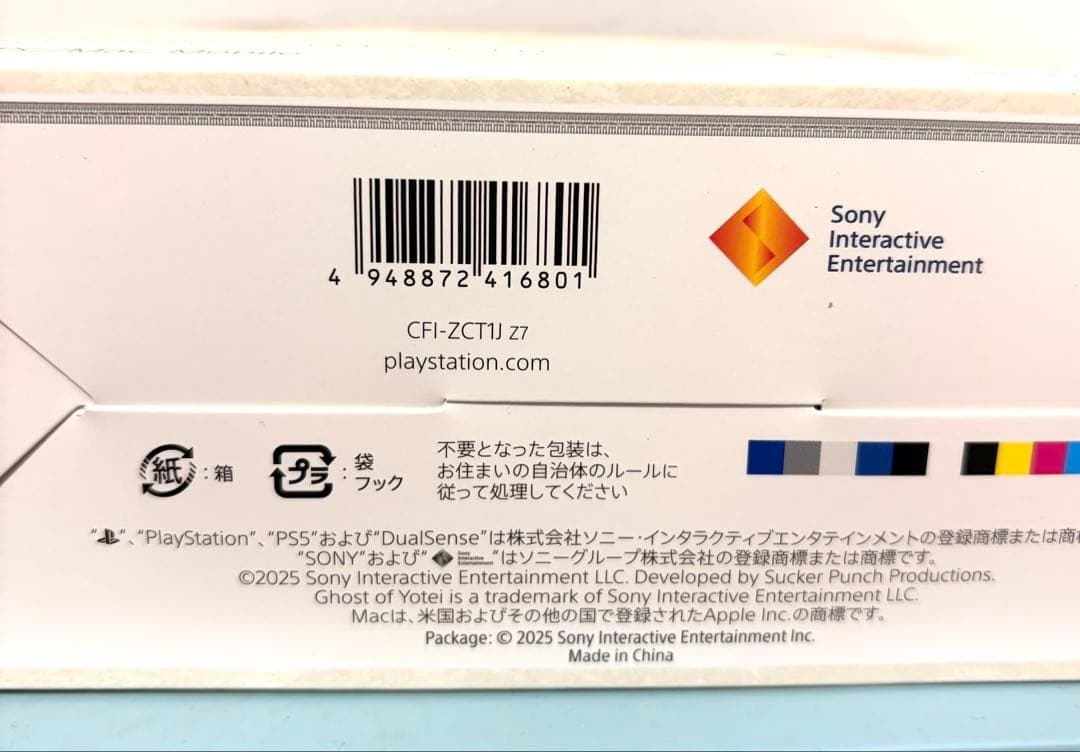 Sony
Interactive
Entertainment
4 948872 416801
CFI-ZCT1J Z7
playstation.com
紙:箱
プラ:袋
フック
不要となった包装は、
お住まいの自治体のルールに
従って処理してください
“”、“PlayStation”、“PS5”および“DualSense”は株式会社ソニー・インタラクティブエンタテインメントの登録商標または商
“SONY”および“Sony Interactive Entertainment”はソニーグループ株式会社の登録商標または商標です。
©2025 Sony Interactive Entertainment LLC. Developed by Sucker Punch Productions.
Ghost of Yotei is a trademark of Sony Interactive Entertainment LLC.
Macは、米国およびその他の国で登録されたApple Inc.の商標です。
Package: © 2025 Sony Interactive Entertainment Inc.
Made in China